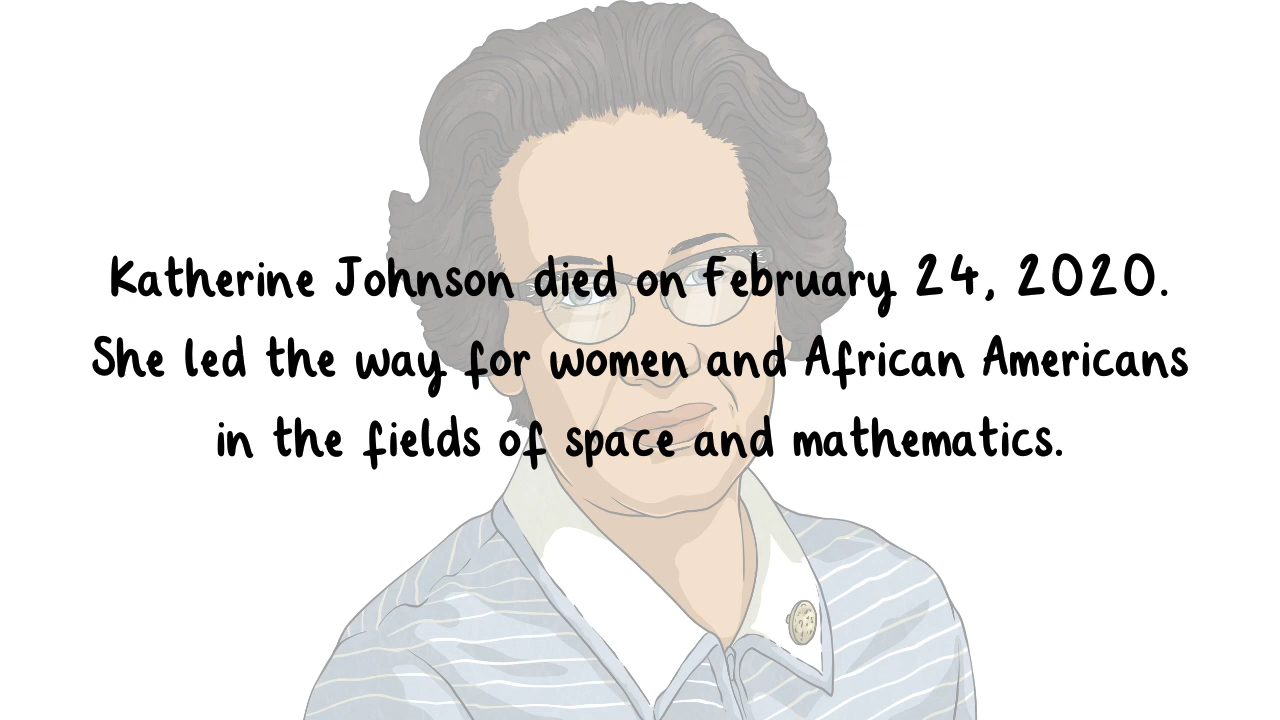 Katherine Johnson died on February 24, 2020.
She led the way for women and African Americans
in the fields of space and mathematics.